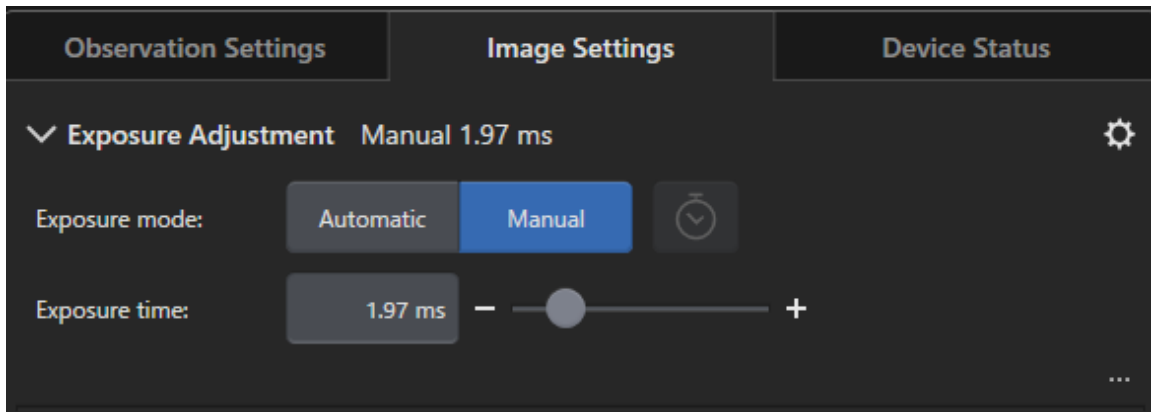 Observation Settings Image Settings Device Status
Exposure Adjustment Manual 1.97 ms
Exposure mode: Automatic Manual
Exposure time: 1.97 ms − +
...